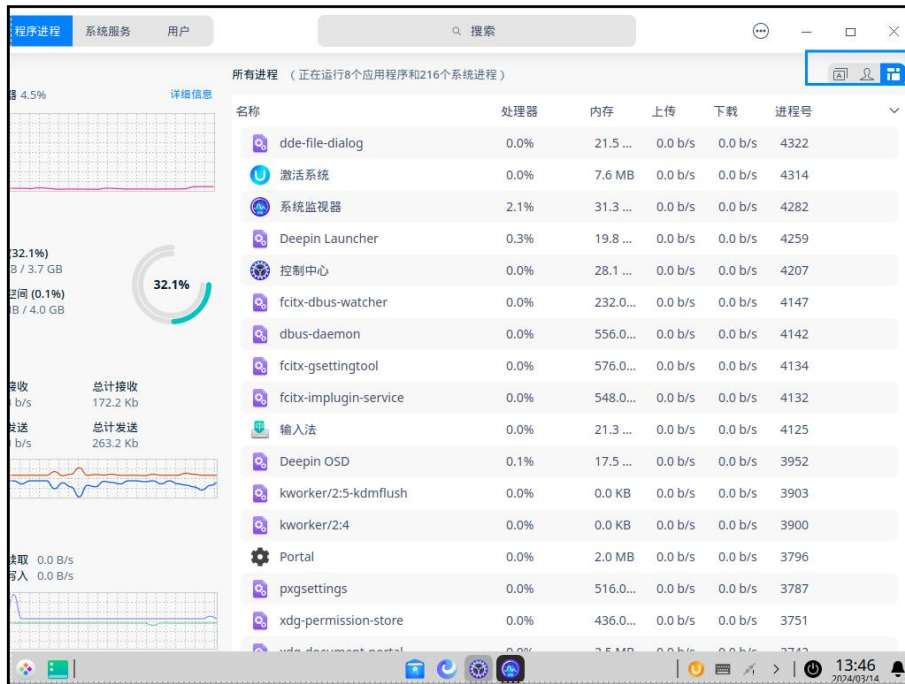 程序进程 系统服务 用户 搜索
所有进程 (正在运行8个应用程序和216个系统进程)
4.5% 详细信息
名称 处理器 内存 上传 下载 进程号
dde-file-dialog 0.0% 21.5 ... 0.0 b/s 0.0 b/s 4322
激活系统 0.0% 7.6 MB 0.0 b/s 0.0 b/s 4314
系统监视器 2.1% 31.3 ... 0.0 b/s 0.0 b/s 4282
Deepin Launcher 0.3% 19.8 ... 0.0 b/s 0.0 b/s 4259
控制中心 0.0% 28.1 ... 0.0 b/s 0.0 b/s 4207
fcitx-dbus-watcher 0.0% 232.0... 0.0 b/s 0.0 b/s 4147
dbus-daemon 0.0% 556.0... 0.0 b/s 0.0 b/s 4142
fcitx-gsettingtool 0.0% 576.0... 0.0 b/s 0.0 b/s 4134
fcitx-implugin-service 0.0% 548.0... 0.0 b/s 0.0 b/s 4132
输入法 0.0% 21.3 ... 0.0 b/s 0.0 b/s 4125
Deepin OSD 0.1% 17.5 ... 0.0 b/s 0.0 b/s 3952
kworker/2:5-kdmflush 0.0% 0.0 KB 0.0 b/s 0.0 b/s 3903
kworker/2:4 0.0% 0.0 KB 0.0 b/s 0.0 b/s 3900
Portal 0.0% 2.0 MB 0.0 b/s 0.0 b/s 3796
pxgsettings 0.0% 516.0... 0.0 b/s 0.0 b/s 3787
xdg-permission-store 0.0% 436.0... 0.0 b/s 0.0 b/s 3751
(32.1%)
/ 3.7 GB
32.1%
空间 (0.1%)
/ 4.0 GB
接收 总计接收
b/s 172.2 Kb
发送 总计发送
b/s 263.2 Kb
读取 0.0 B/s
写入 0.0 B/s
13:46
2024/03/14